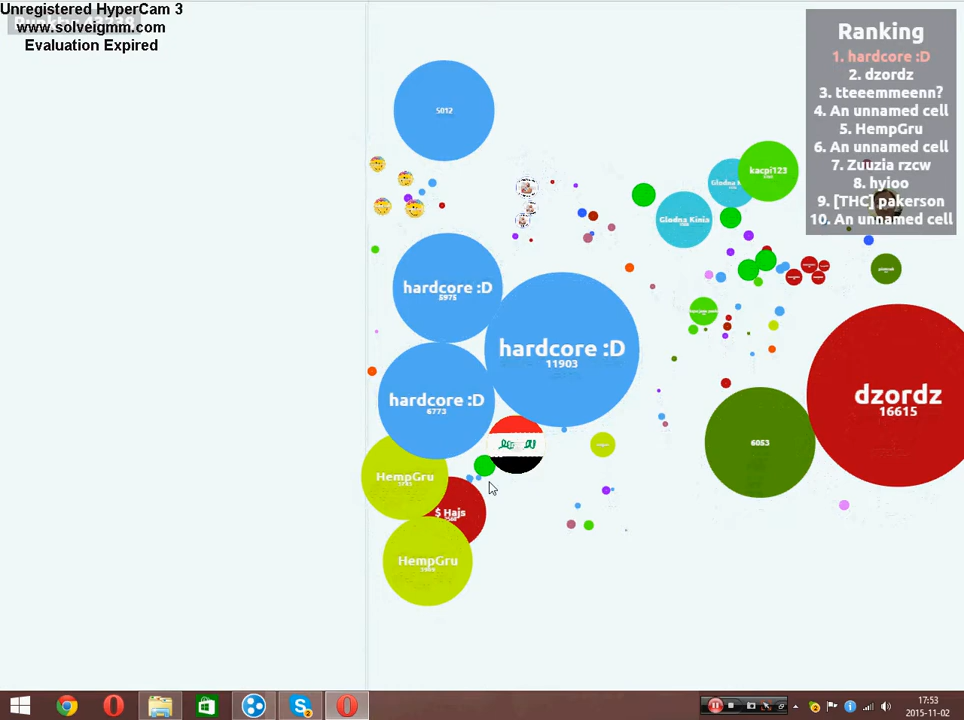 Unregistered HyperCam 3
www.solveigmm.com
Evaluation Expired
Ranking
1. hardcore :D
2. dzordz
3. tteeemmeenn?
4. An unnamed cell
5. HempGru
6. An unnamed cell
7. Zuuzia rzcw
8. hyioo
9. [THC] pakerson
10. An unnamed cell
5012
kacpi123
Glodna Kinia
hardcore :D
5975
hardcore :D
11903
hardcore :D
6773
dzordz
16615
6053
HempGru
$ Hajs
HempGru
17:53
2015-11-02